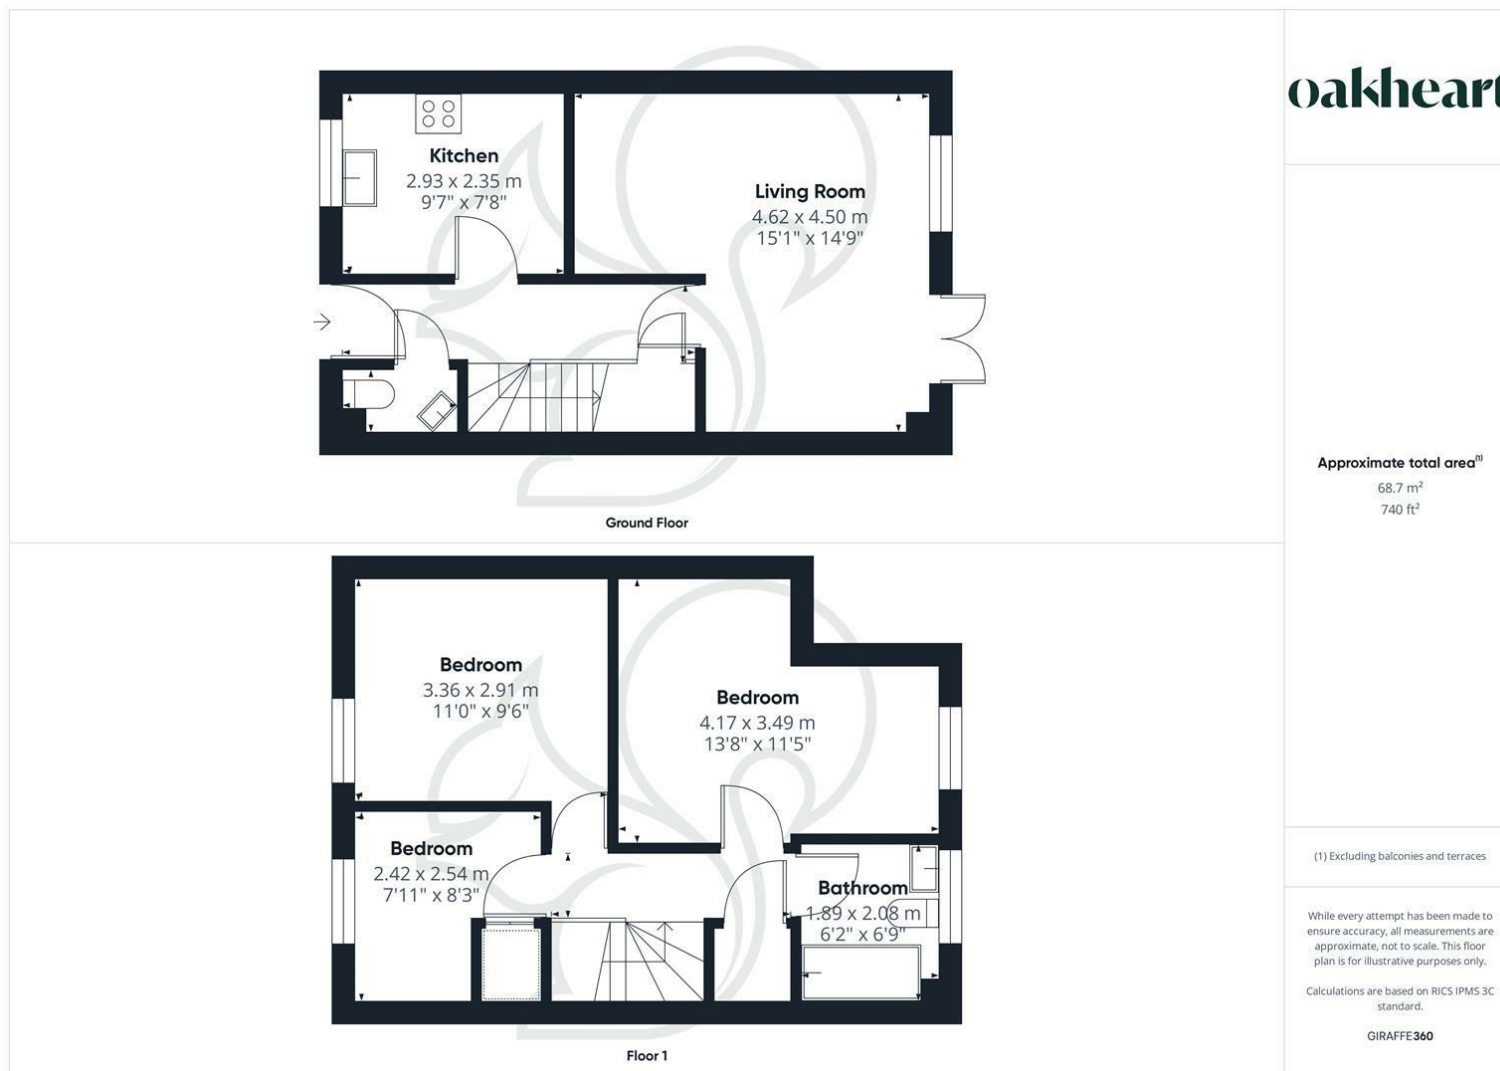 oakheart
Kitchen
2.93 x 2.35 m
9'7" x 7'8"
Living Room
4.62 x 4.50 m
15'1" x 14'9"
Ground Floor
Bedroom
3.36 x 2.91 m
11'0" x 9'6"
Bedroom
4.17 x 3.49 m
13'8" x 11'5"
Bedroom
2.42 x 2.54 m
7'11" x 8'3"
Bathroom
1.89 x 2.08 m
6'2" x 6'9"
Floor 1
Approximate total area(1)
68.7 m²
740 ft²
(1) Excluding balconies and terraces
While every attempt has been made to
ensure accuracy, all measurements are
approximate, not to scale. This floor
plan is for illustrative purposes only.
Calculations are based on RICS IPMS 3C
standard.
GIRAFFE360